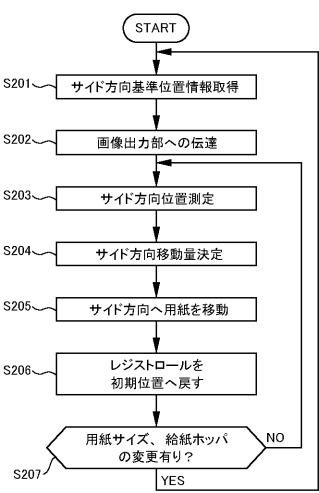 START
S201
サイド方向基準位置情報取得
S202
画像出力部への伝達
S203
サイド方向位置測定
S204
サイド方向移動量決定
S205
サイド方向へ用紙を移動
S206
レジストロールを
初期位置へ戻す
用紙サイズ、給紙ホッパ
の変更有り?
NO
S207
YES